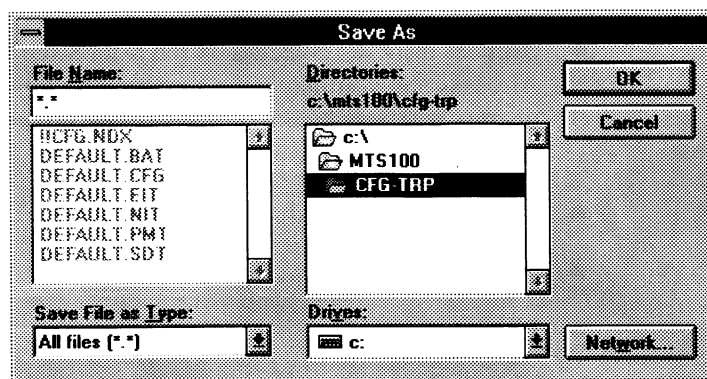 Save As
File Name:
*.*
!!CFG.NDX
DEFAULT.BAT
DEFAULT.CFG
DEFAULT.EIT
DEFAULT.NIT
DEFAULT.PMT
DEFAULT.SDT
Save File as Type:
All files (*.*)
Directories:
c:\mts100\cfg-trp
c:\
MTS100
CFG-TRP
Drives:
c:
OK
Cancel
Network...